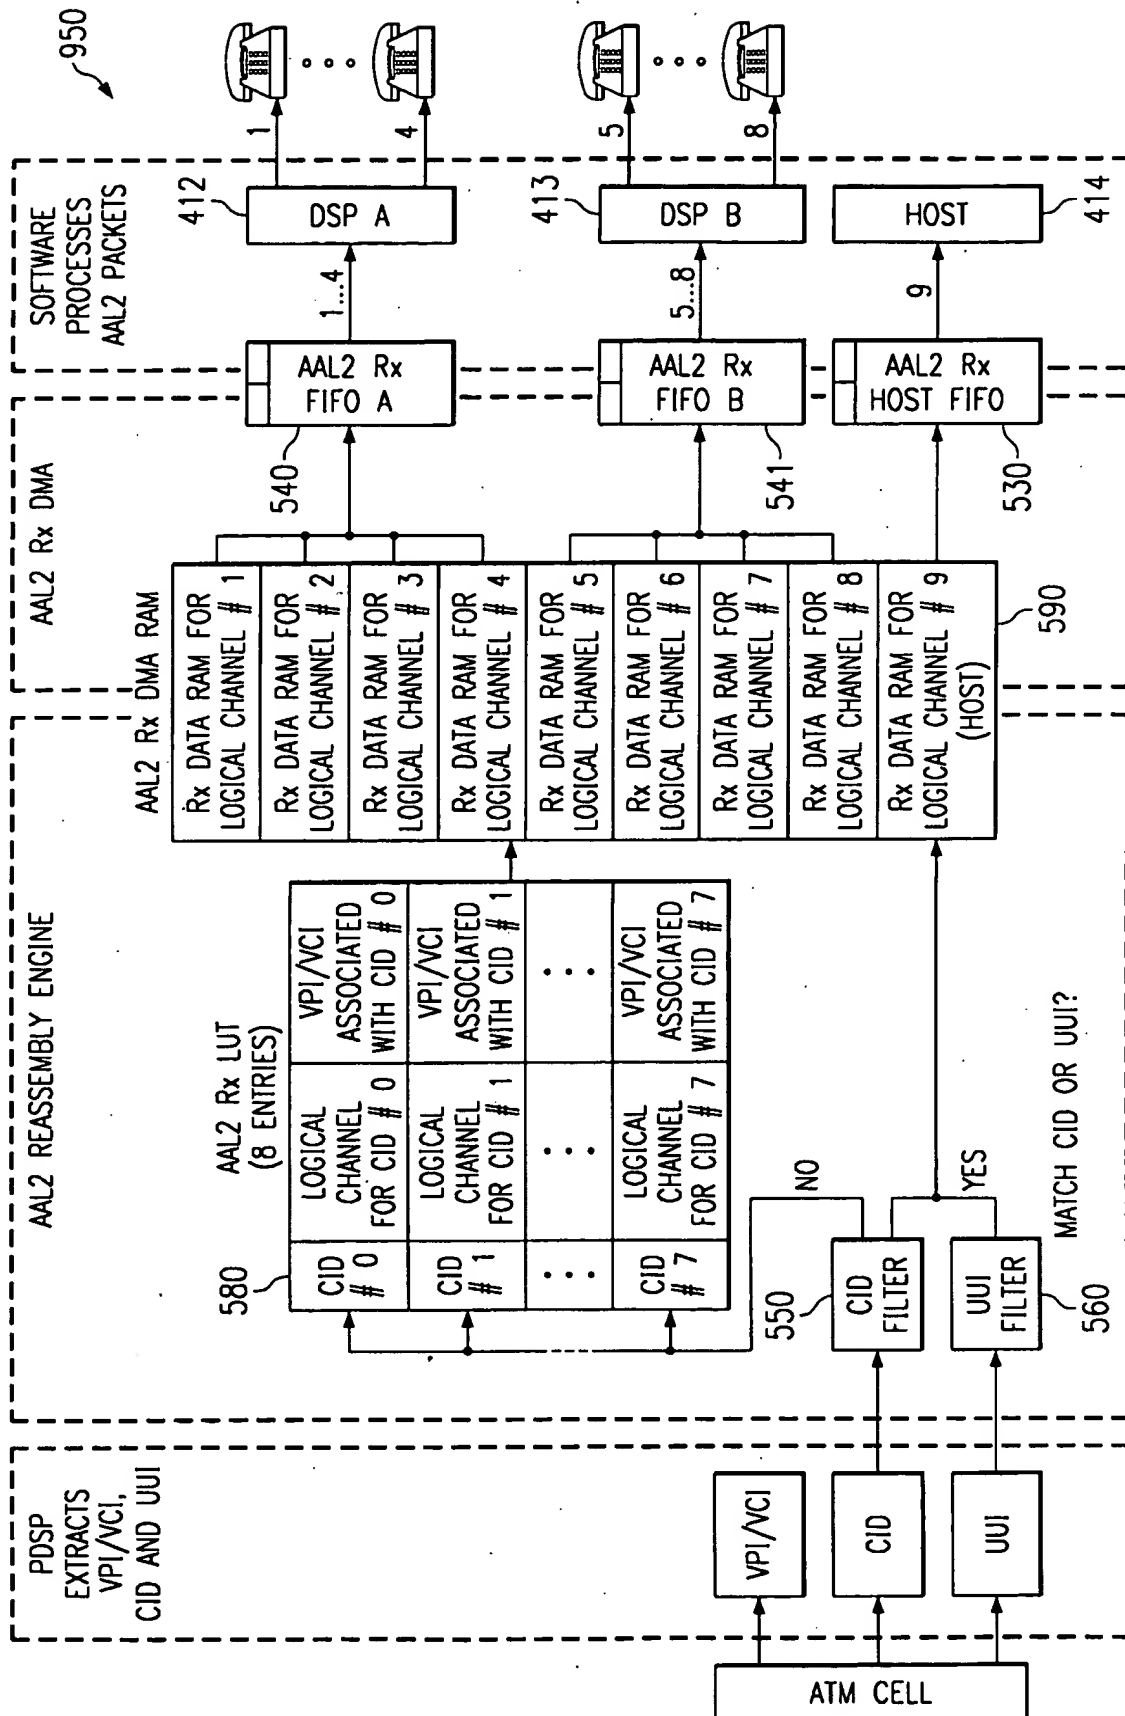 950
PDSP
EXTRACTS
VPI/VCI,
CID AND UUI
AAL2 REASSEMBLY ENGINE
AAL2 Rx DMA
SOFTWARE
PROCESSES
AAL2 PACKETS
ATM CELL
VPI/VCI
CID
UUI
550
CID
FILTER
UUI
FILTER
560
NO
YES
MATCH CID OR UUI?
580
AAL2 Rx LUT
(8 ENTRIES)
CID
# 0
LOGICAL
CHANNEL
FOR CID # 0
VPI/VCI
ASSOCIATED
WITH CID # 0
CID
# 1
LOGICAL
CHANNEL
FOR CID # 1
VPI/VCI
ASSOCIATED
WITH CID # 1
CID
# 7
LOGICAL
CHANNEL
FOR CID # 7
VPI/VCI
ASSOCIATED
WITH CID # 7
AAL2 Rx DMA RAM
Rx DATA RAM FOR
LOGICAL CHANNEL # 1
Rx DATA RAM FOR
LOGICAL CHANNEL # 2
Rx DATA RAM FOR
LOGICAL CHANNEL # 3
Rx DATA RAM FOR
LOGICAL CHANNEL # 4
Rx DATA RAM FOR
LOGICAL CHANNEL # 5
Rx DATA RAM FOR
LOGICAL CHANNEL # 6
Rx DATA RAM FOR
LOGICAL CHANNEL # 7
Rx DATA RAM FOR
LOGICAL CHANNEL # 8
Rx DATA RAM FOR
LOGICAL CHANNEL # 9
(HOST)
590
540
AAL2 Rx
FIFO A
541
AAL2 Rx
FIFO B
530
AAL2 Rx
HOST FIFO
1...4
5...8
9
412
DSP A
413
DSP B
HOST
414
1
4
5
8